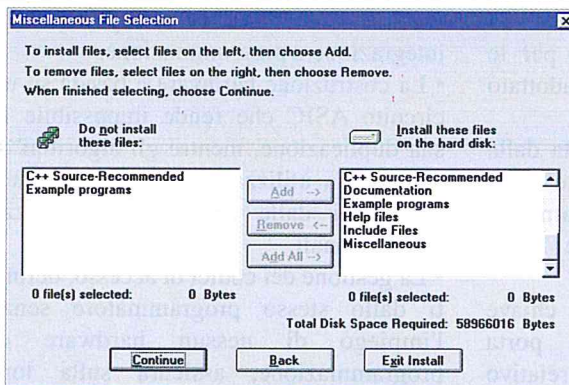 Miscellaneous File Selection
To install files, select files on the left, then choose Add.
To remove files, select files on the right, then choose Remove.
When finished selecting, choose Continue.
Do not install these files:
Install these files on the hard disk:
C++ Source-Recommended
Example programs
Add -->
Remove <--
Add All -->
C++ Source-Recommended
Documentation
Example programs
Help files
Include Files
Miscellaneous
0 file(s) selected: 0 Bytes
0 file(s) selected: 0 Bytes
Total Disk Space Required: 58966016 Bytes
Continue
Back
Exit Install